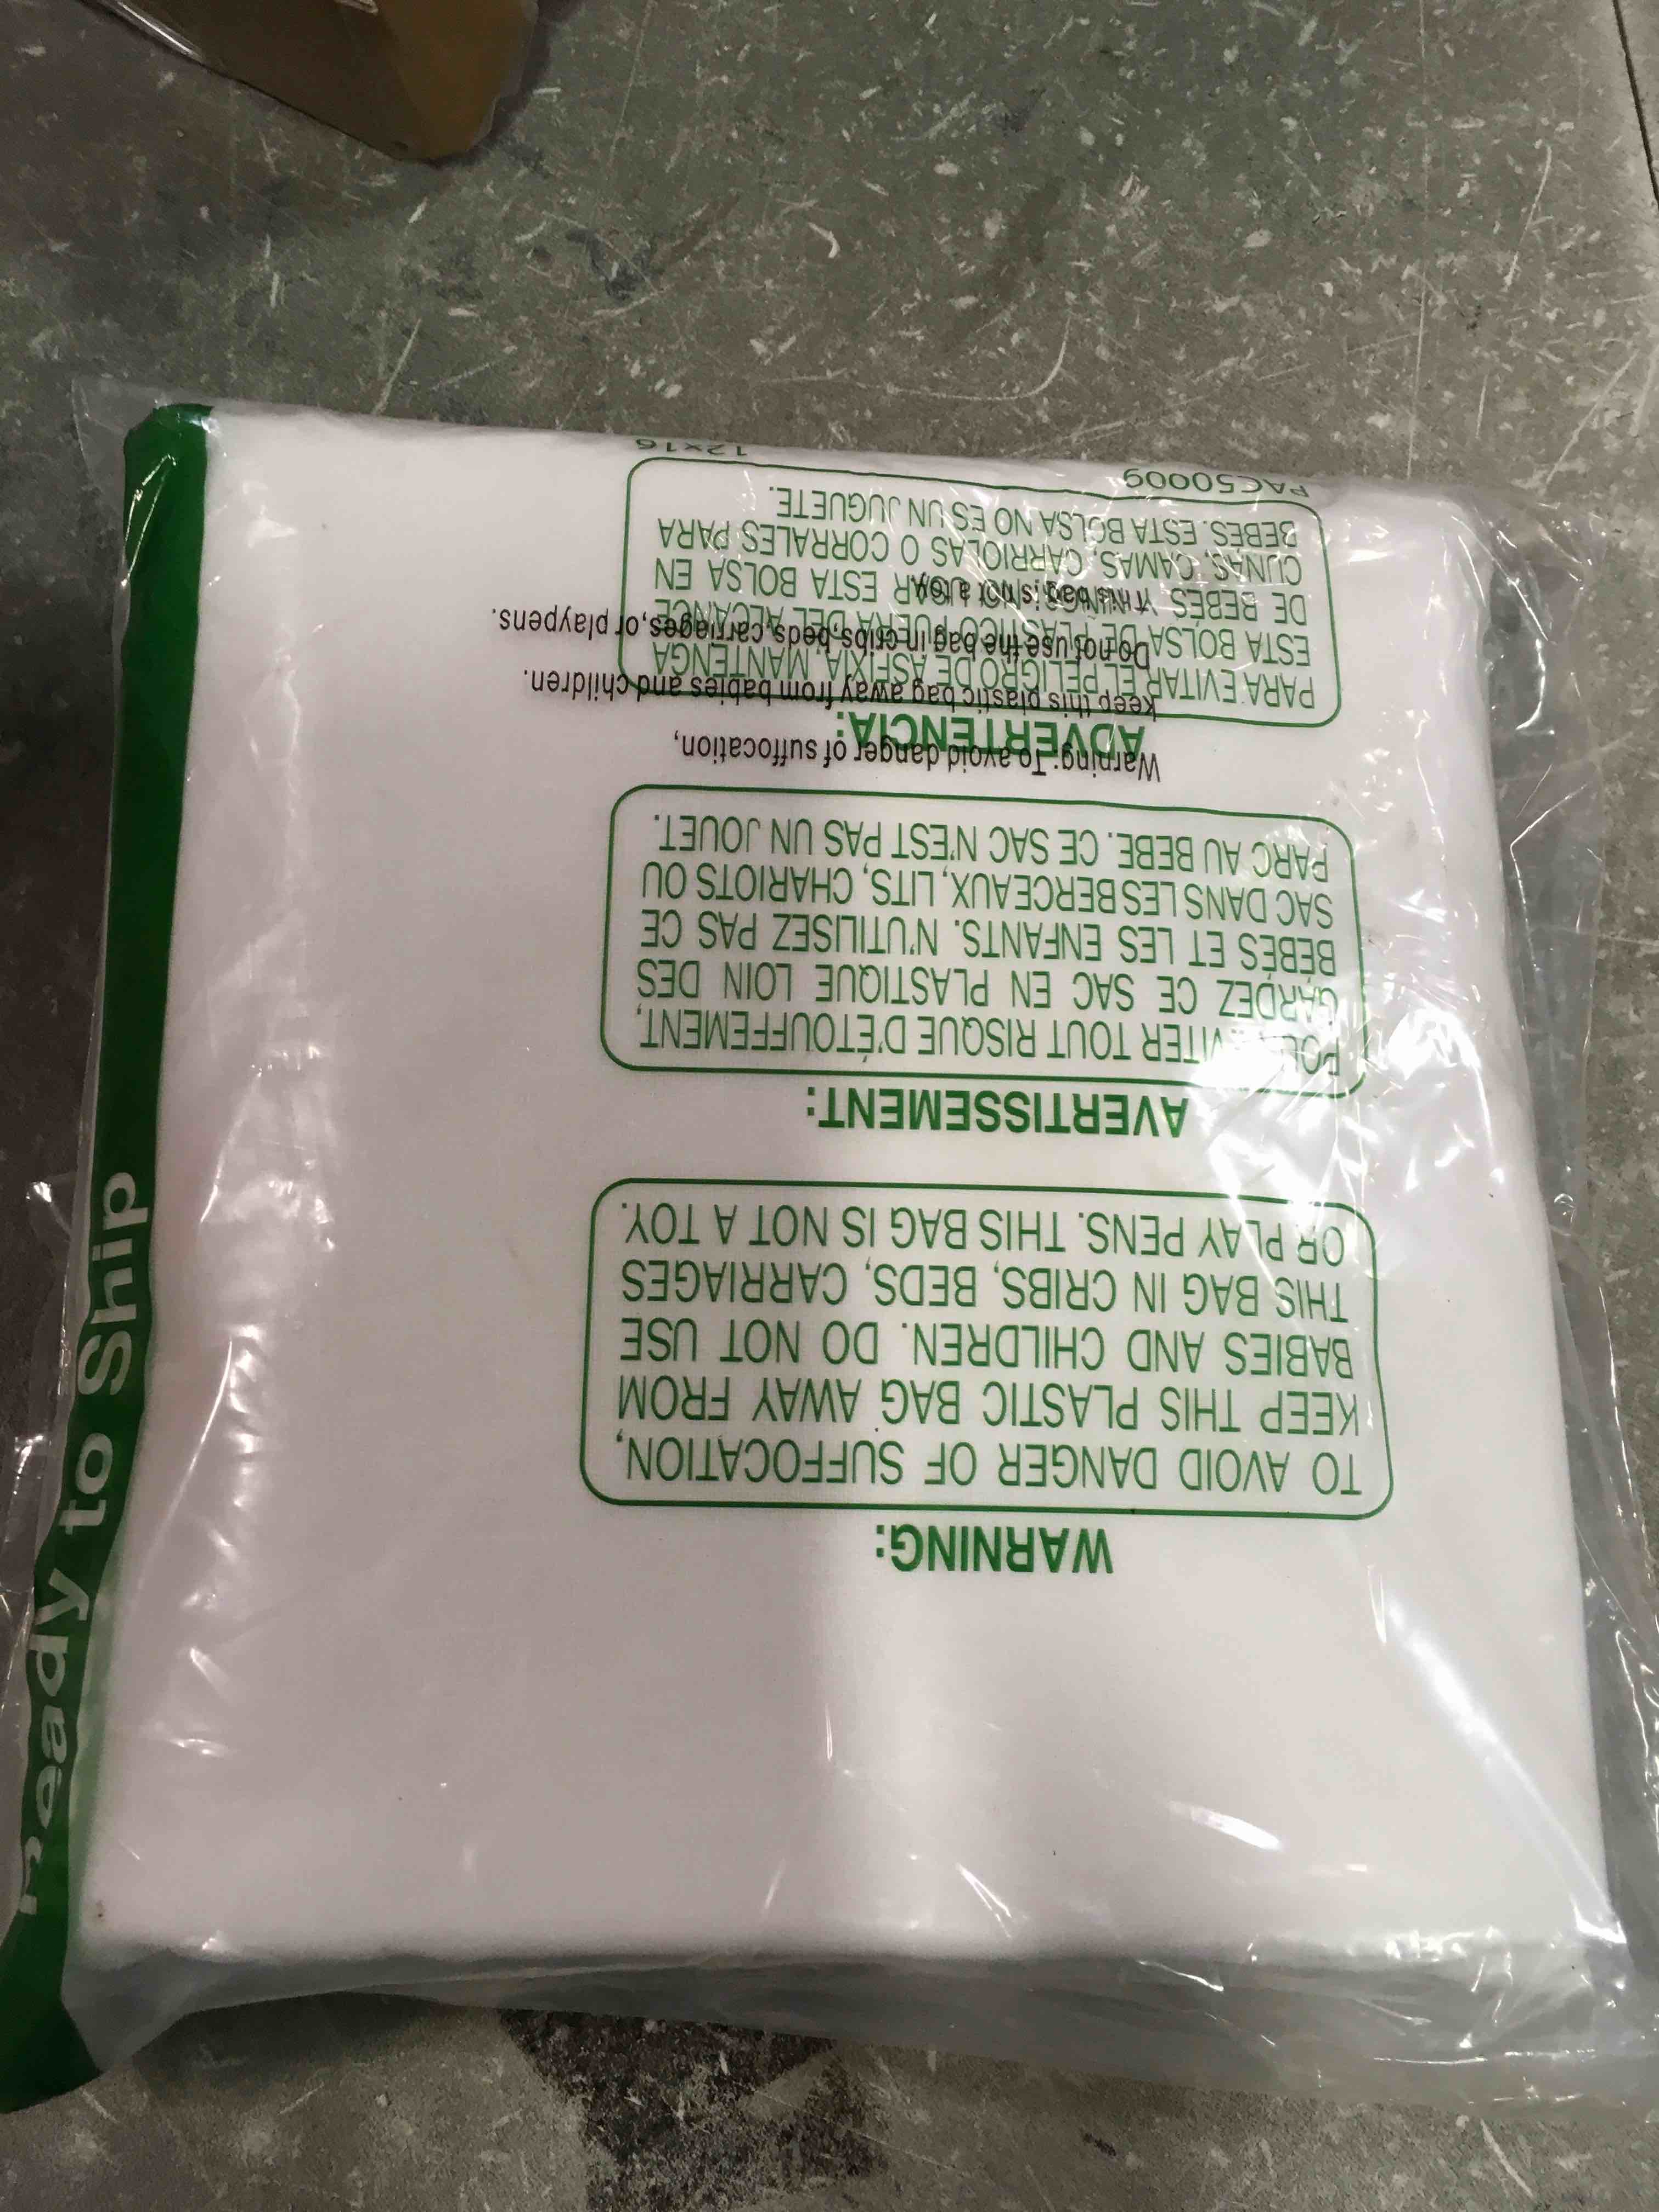 WARNING:
TO AVOID DANGER OF SUFFOCATION,
KEEP THIS PLASTIC BAG AWAY FROM
BABIES AND CHILDREN. DO NOT USE
THIS BAG IN CRIBS, BEDS, CARRIAGES
OR PLAY PENS. THIS BAG IS NOT A TOY.
AVERTISSEMENT:
TOUT RISQUE D'ÉTOUFFEMENT,
GARDEZ CE SAC EN PLASTIQUE LOIN DES
BÉBÉS ET LES ENFANTS. N'UTILISEZ PAS CE
SAC DANS LES BERCEAUX, LITS, CHARIOTS OU
PARC AU BEBE. CE SAC N'EST PAS UN JOUET.
ADVERTENCIA:
PARA EVITAR EL PELIGRO DE ASFIXIA, MANTENGA
ESTA BOLSA DE PLASTICO FUERA DEL ALCANCE
DE BEBES Y USAR ESTA BOLSA EN
CUNAS, CAMAS, CARRIOLAS O CORRALES PARA
BEBES. ESTA BOLSA NO ES UN JUGUETE.
PAC50009
12x16
Warning: To avoid danger of suffocation,
keep this plastic bag away from babies and children.
Do not use the bag in cribs, beds, carriages, or playpens.
This bag is not a toy.
Ready to Ship